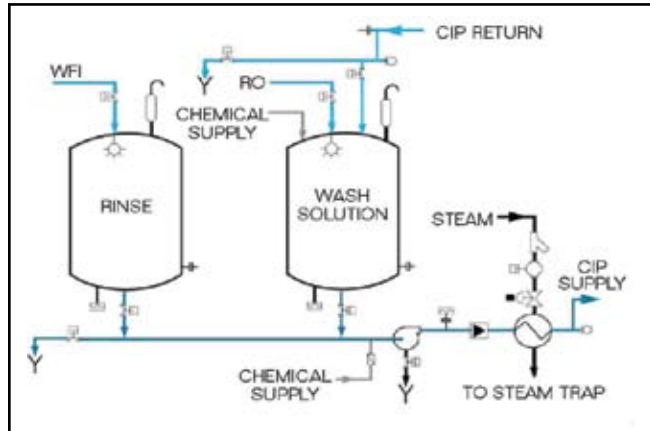 CIP RETURN
WFI
RO
CHEMICAL
SUPPLY
RINSE
WASH
SOLUTION
STEAM
CIP
SUPPLY
CHEMICAL
SUPPLY
TO STEAM TRAP